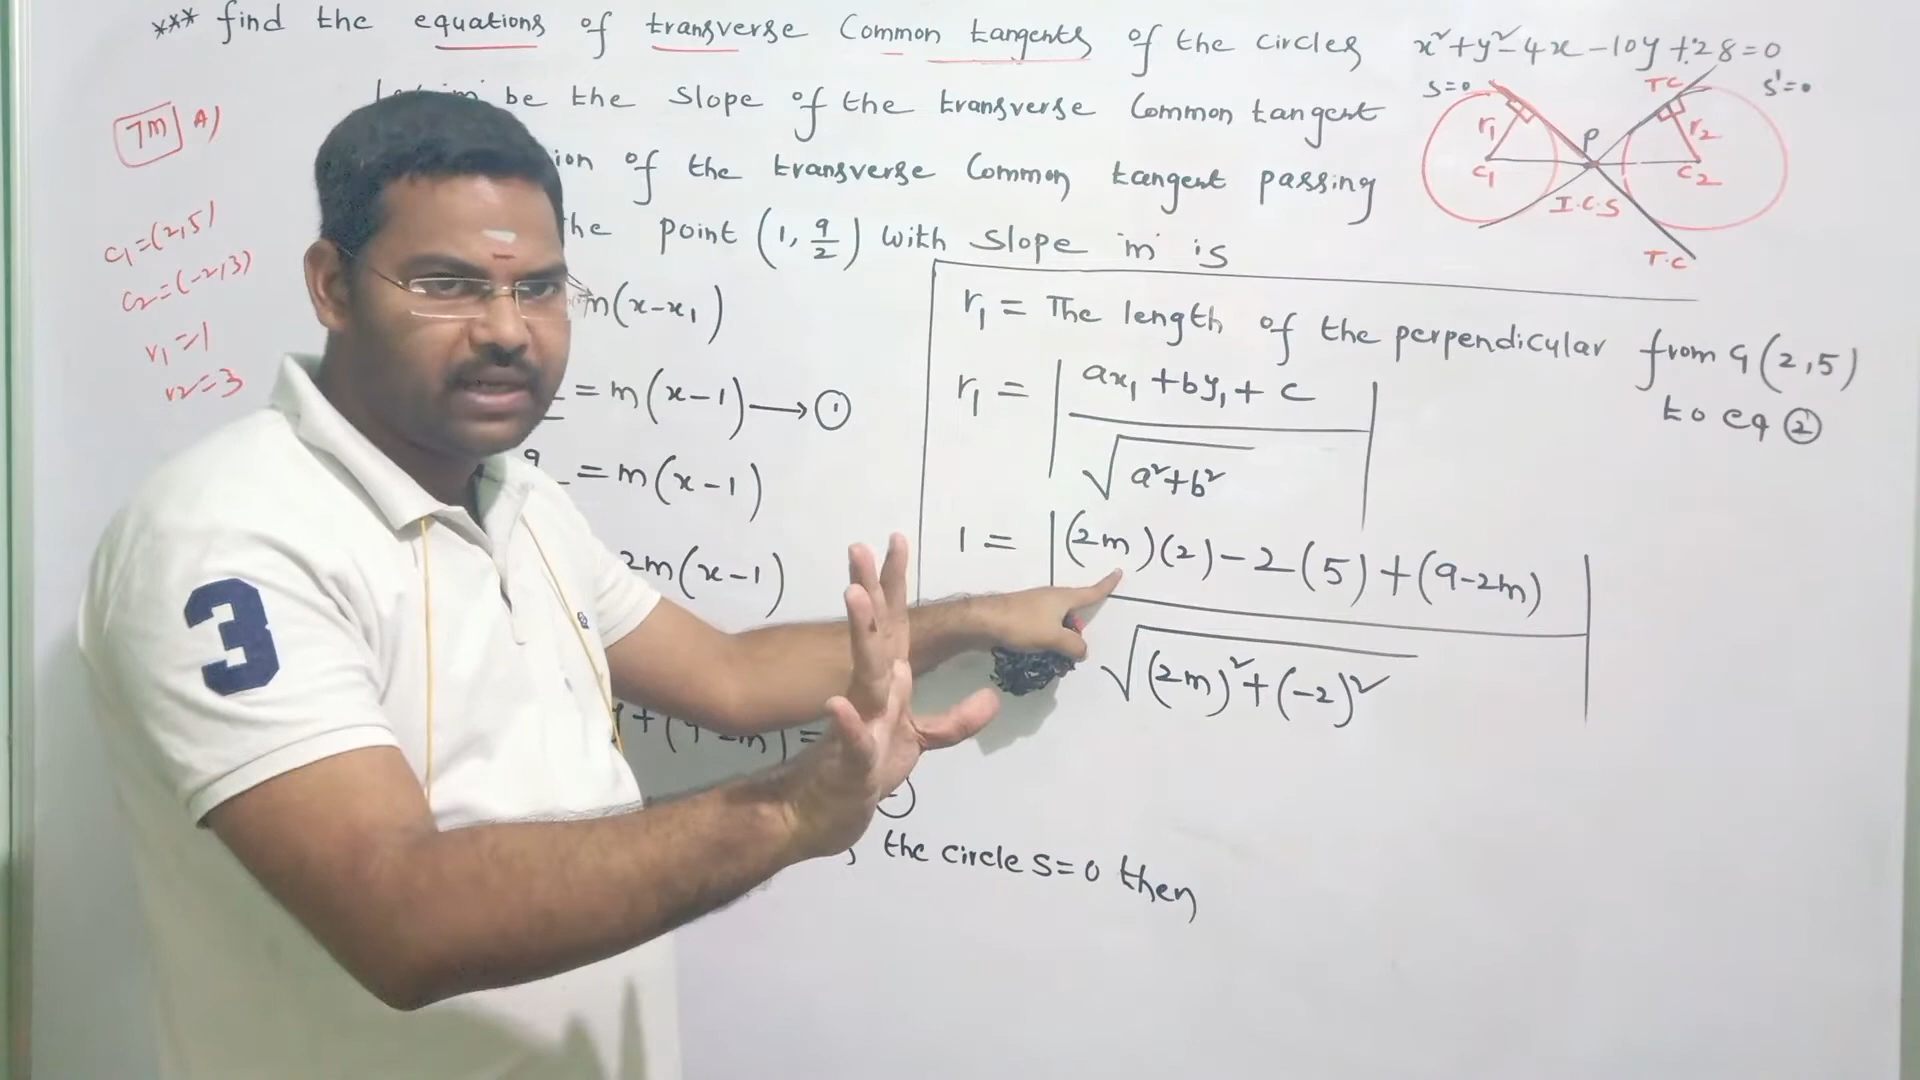 *** find the equations of transverse Common tangents of the circles x²+y²-4x-10y+28=0
be the slope of the transverse Common tangent
of the transverse Common tangent passing
the point (1, 9/2) with slope 'm' is
7m A)
C₁=(2,5)
C₂=(-2,3)
r₁=1
r₂=3
m(x-x₁)
=m(x-1)→①
9 =m(x-1)
2m(x-1)
the circle S=0 then
S=0 T.C S'=0
r₁ P r₂
C₁ C₂
I.C.S
T.C
r₁ = The length of the perpendicular from C₁(2,5)
to eq ②
r₁ = |ax₁+by₁+c / √a²+b²|
1 = |(2m)(2)-2(5)+(9-2m) / √(2m)²+(-2)²|
3